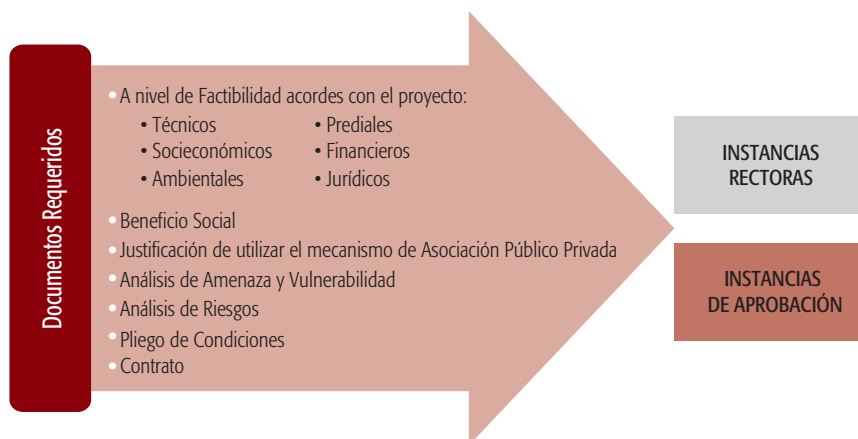 Documentos Requeridos
• A nivel de Factibilidad acordes con el proyecto:
• Técnicos
• Socieconómicos
• Ambientales
• Prediales
• Financieros
• Jurídicos
• Beneficio Social
• Justificación de utilizar el mecanismo de Asociación Público Privada
• Análisis de Amenaza y Vulnerabilidad
• Análisis de Riesgos
• Pliego de Condiciones
• Contrato
INSTANCIAS
RECTORAS
INSTANCIAS
DE APROBACIÓN